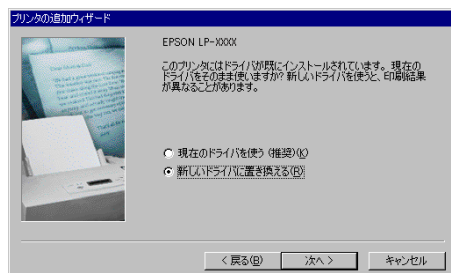 プリンタの追加ウィザード
EPSON LP-XXXX
このプリンタにはドライバが既にインストールされています。現在の
ドライバをそのまま使いますか? 新しいドライバを使うと、印刷結果
が異なることがあります。
現在のドライバを使う (推奨)(K)
新しいドライバに置き換える(R)
< 戻る(B)
次へ >
キャンセル